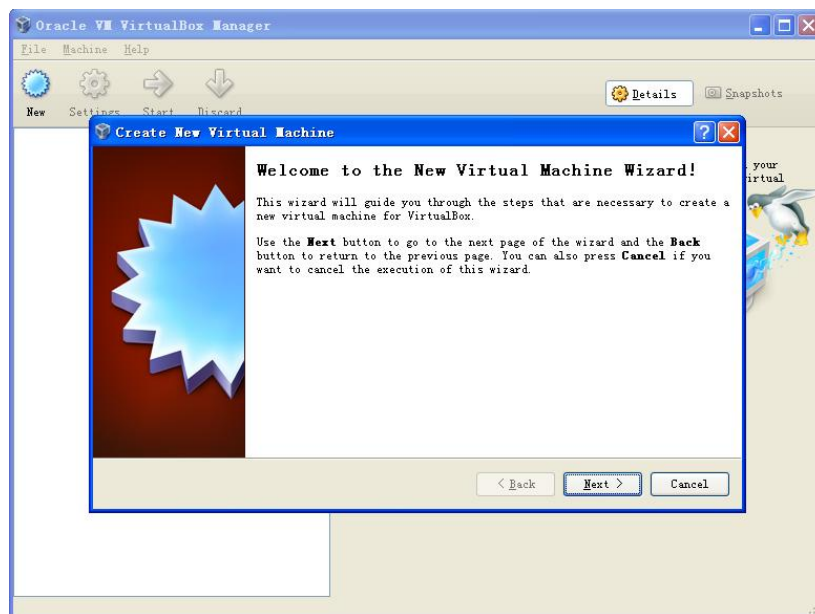 Oracle VM VirtualBox Manager
File Machine Help
New Settings Start Discard
Details
Snapshots
Create New Virtual Machine
your
virtual
Welcome to the New Virtual Machine Wizard!
This wizard will guide you through the steps that are necessary to create a
new virtual machine for VirtualBox.
Use the Next button to go to the next page of the wizard and the Back
button to return to the previous page. You can also press Cancel if you
want to cancel the execution of this wizard.
< Back
Next >
Cancel